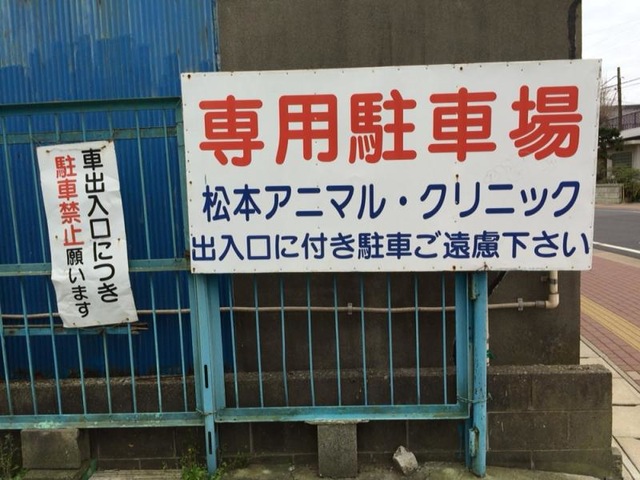 専用駐車場
松本アニマル・クリニック
出入口に付き駐車ご遠慮下さい
車出入口につき
駐車禁止願います